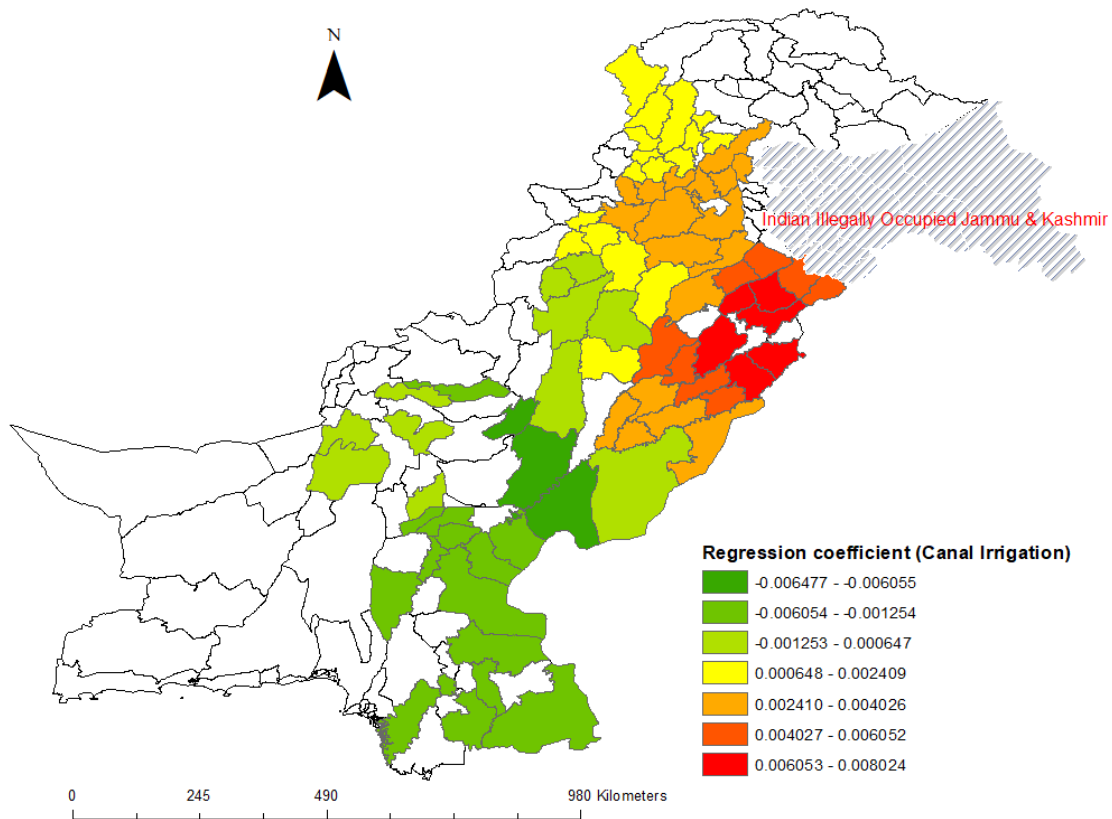 N
Indian Illegally Occupied Jammu & Kashmir
Regression coefficient (Canal Irrigation)
-0.006477 - -0.006055
-0.006054 - -0.001254
-0.001253 - 0.000647
0.000648 - 0.002409
0.002410 - 0.004026
0.004027 - 0.006052
0.006053 - 0.008024
0 245 490 980 Kilometers